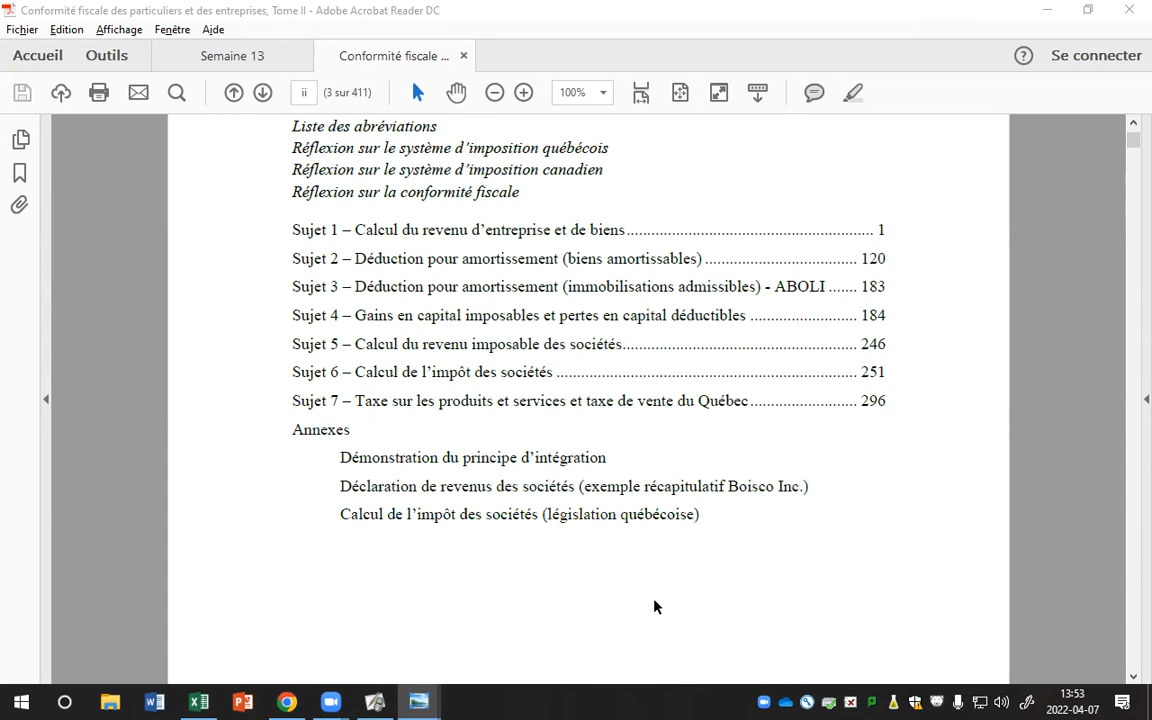 Conformité fiscale des particuliers et des entreprises, Tome II - Adobe Acrobat Reader DC
Fichier Edition Affichage Fenêtre Aide
Accueil Outils Semaine 13 Conformité fiscale ... × ? Se connecter
ii (3 sur 411) 100%
Liste des abréviations
Réflexion sur le système d'imposition québécois
Réflexion sur le système d'imposition canadien
Réflexion sur la conformité fiscale
Sujet 1 – Calcul du revenu d'entreprise et de biens........................................................ 1
Sujet 2 – Déduction pour amortissement (biens amortissables) .................................. 120
Sujet 3 – Déduction pour amortissement (immobilisations admissibles) - ABOLI ....... 183
Sujet 4 – Gains en capital imposables et pertes en capital déductibles ........................ 184
Sujet 5 – Calcul du revenu imposable des sociétés..................................................... 246
Sujet 6 – Calcul de l'impôt des sociétés .................................................................... 251
Sujet 7 – Taxe sur les produits et services et taxe de vente du Québec........................ 296
Annexes
Démonstration du principe d'intégration
Déclaration de revenus des sociétés (exemple récapitulatif Boisco Inc.)
Calcul de l'impôt des sociétés (législation québécoise)
13:53
2022-04-07